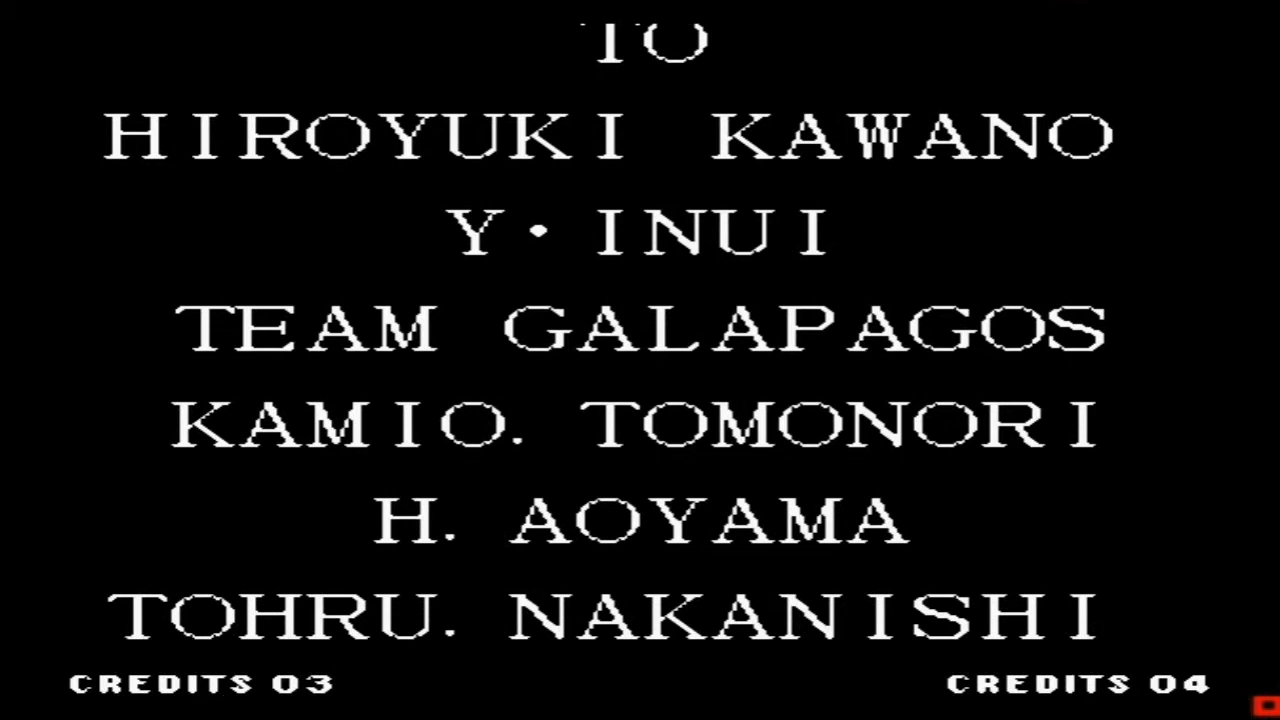 TO
HIROYUKI KAWANO
Y・INUI
TEAM GALAPAGOS
KAMIO. TOMONORI
H. AOYAMA
TOHRU. NAKANISHI
CREDITS 03 CREDITS 04